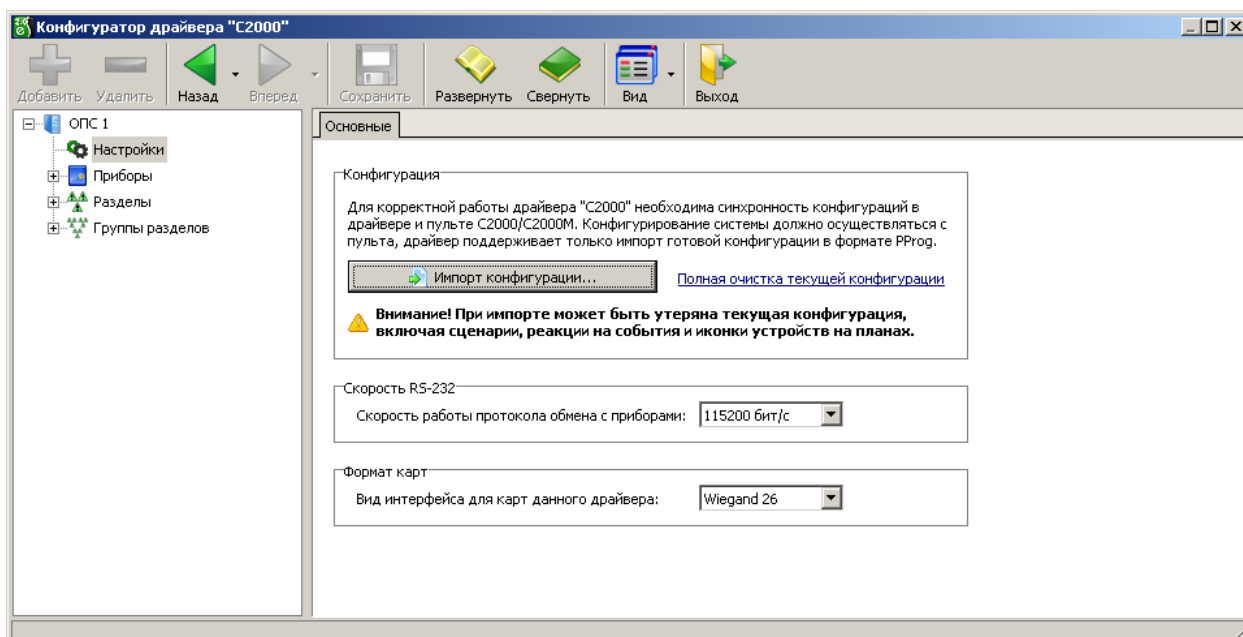 Конфигуратор драйвера "С2000"
Добавить Удалить Назад Вперед Сохранить Развернуть Свернуть Вид Выход
ОПС 1
Настройки
Приборы
Разделы
Группы разделов
Основные
Конфигурация
Для корректной работы драйвера "С2000" необходима синхронность конфигураций в
драйвере и пульте С2000/С2000М. Конфигурирование системы должно осуществляться с
пульта, драйвер поддерживает только импорт готовой конфигурации в формате PProg.
Импорт конфигурации... Полная очистка текущей конфигурации
Внимание! При импорте может быть утеряна текущая конфигурация,
включая сценарии, реакции на события и иконки устройств на планах.
Скорость RS-232
Скорость работы протокола обмена с приборами: 115200 бит/с
Формат карт
Вид интерфейса для карт данного драйвера: Wiegand 26